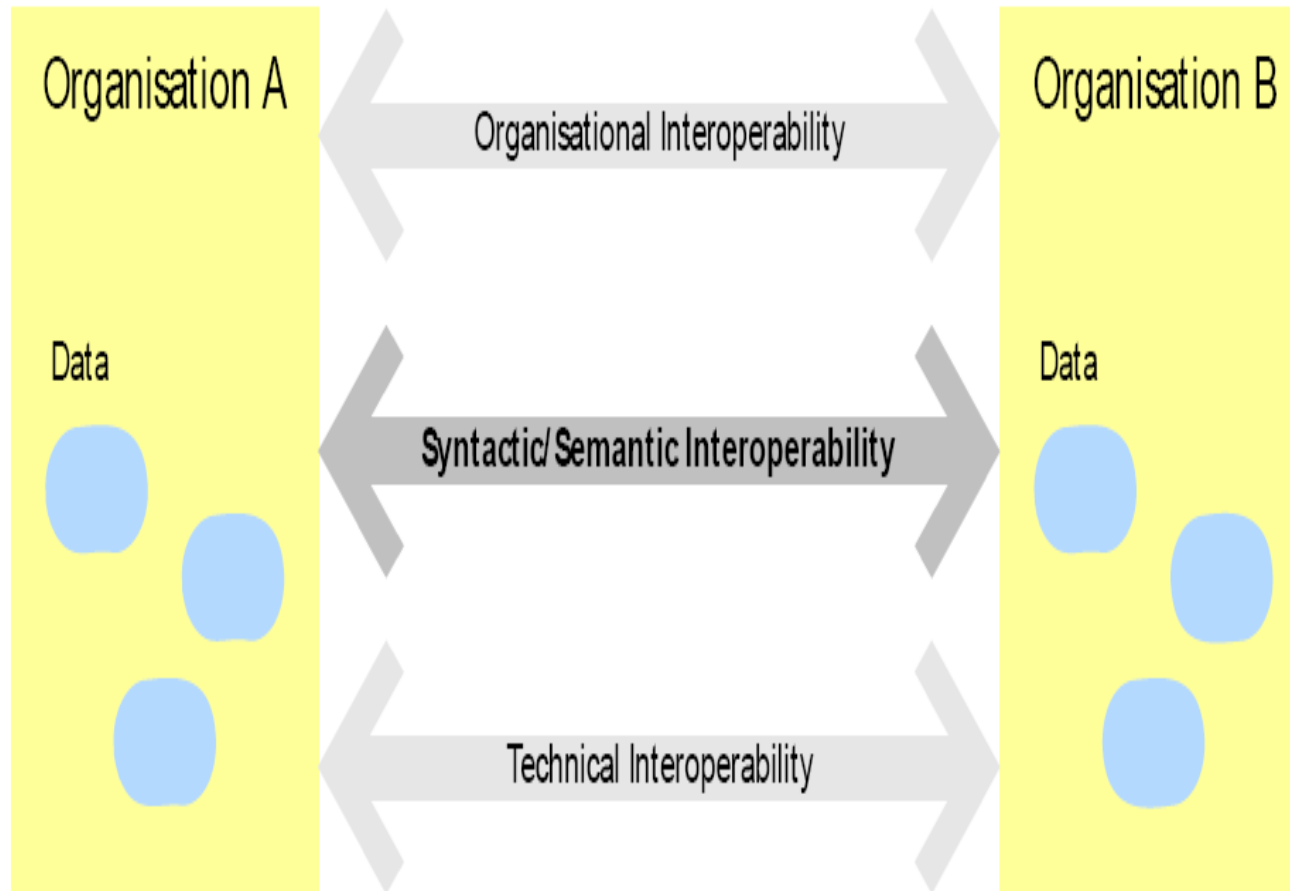 Organisation A
Organisation B
Organisational Interoperability
Data
Data
Syntactic/Semantic Interoperability
Technical Interoperability